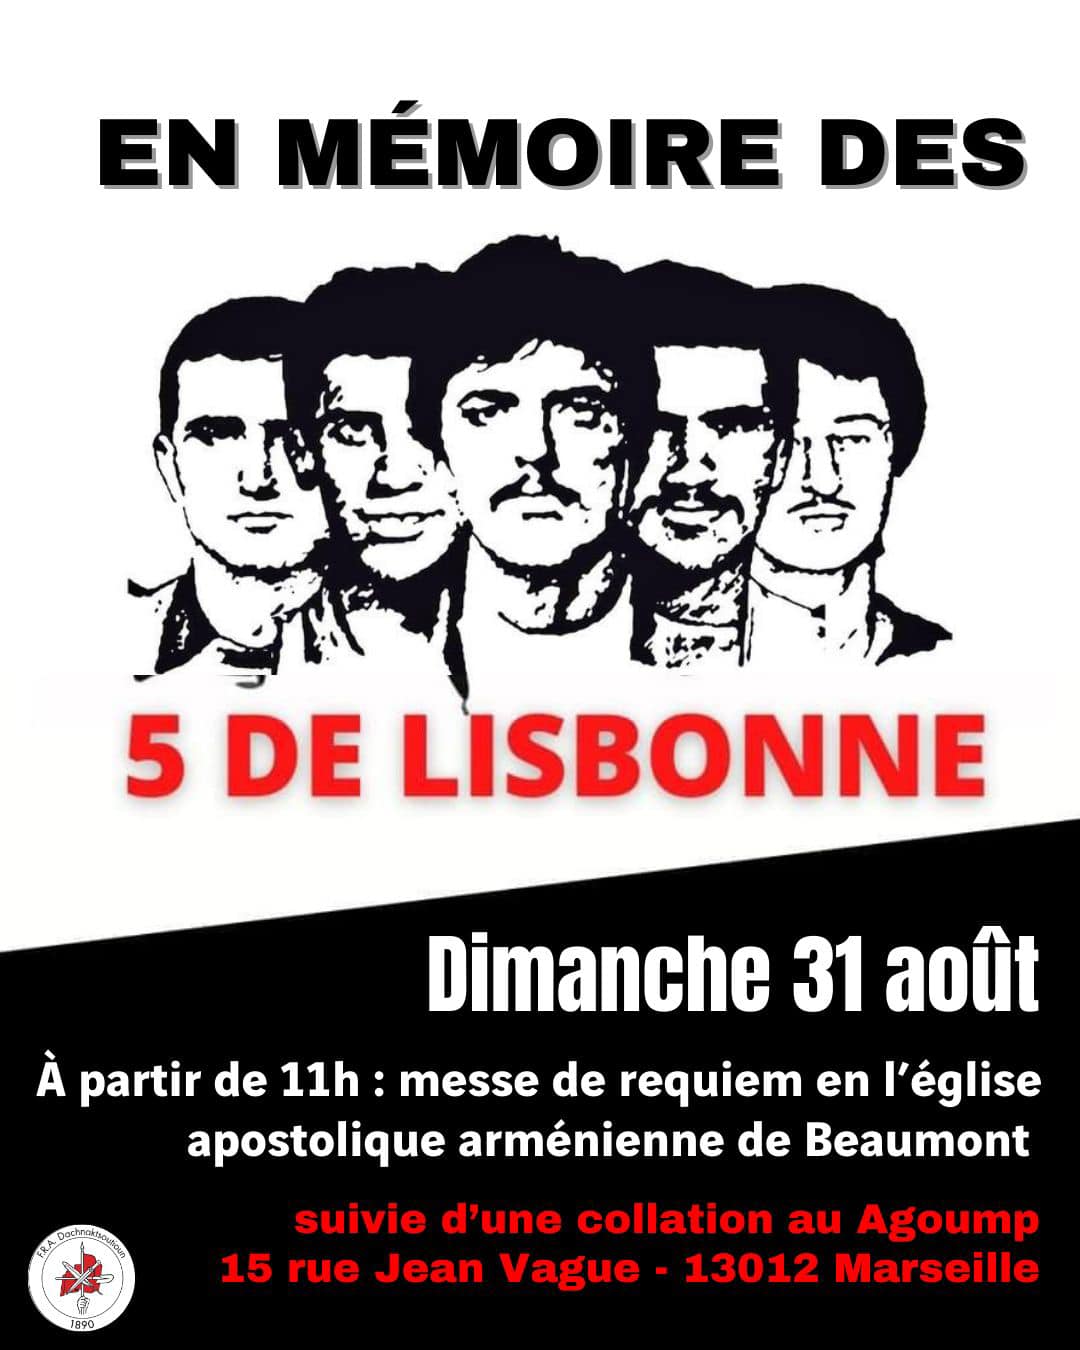 EN MÉMOIRE DES
5 DE LISBONNE
Dimanche 31 août
À partir de 11h : messe de requiem en l’église
apostolique arménienne de Beaumont
suivie d’une collation au Agoump
15 rue Jean Vague - 13012 Marseille
F.R.A. Dachnaktsoutioun
1890